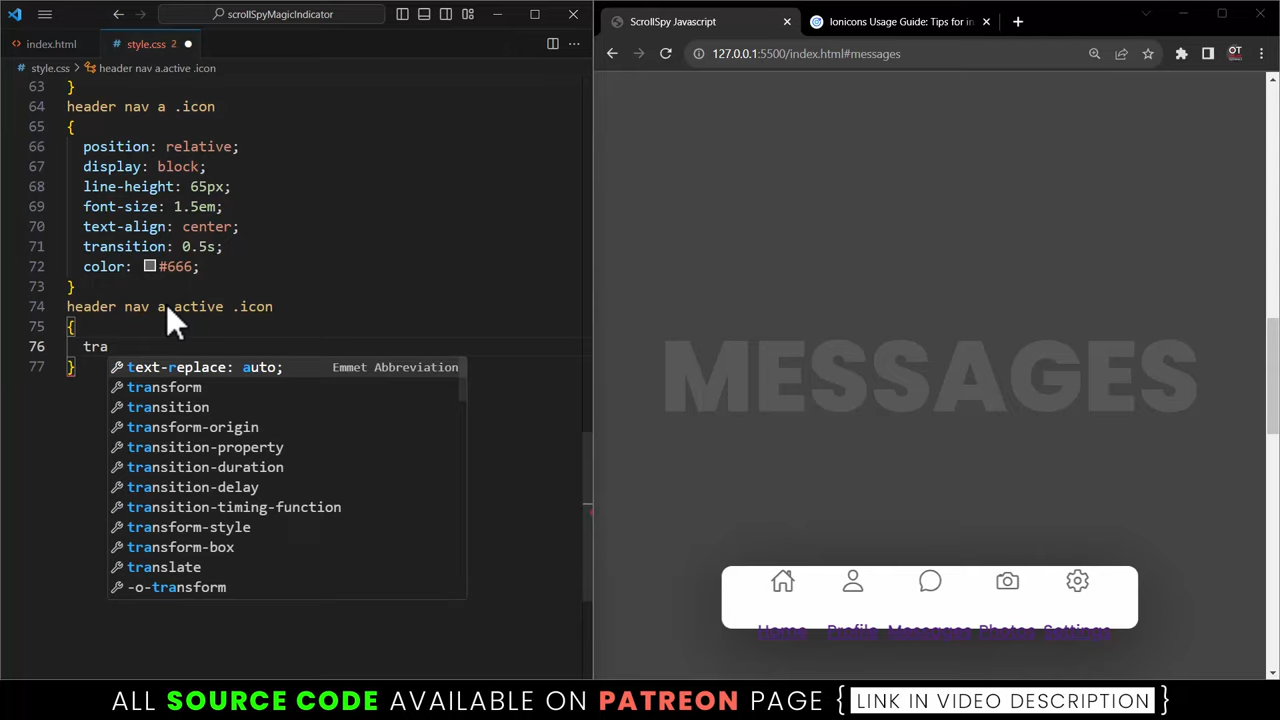 scrollSpyMagicIndicator
index.html
style.css 2
style.css
header nav a.active .icon
63 }
64 header nav a .icon
65 {
66 position: relative;
67 display: block;
68 line-height: 65px;
69 font-size: 1.5em;
70 text-align: center;
71 transition: 0.5s;
72 color: #666;
73 }
74 header nav a.active .icon
75 {
76 tra
77 }
text-replace: auto; Emmet Abbreviation
transform
transition
transform-origin
transition-property
transition-duration
transition-delay
transition-timing-function
transform-style
transform-box
translate
-o-transform
ScrollSpy Javascript
Ionicons Usage Guide: Tips for in
127.0.0.1:5500/index.html#messages
OT
MESSAGES
Home Profile Messages Photos Settings
ALL SOURCE CODE AVAILABLE ON PATREON PAGE { LINK IN VIDEO DESCRIPTION }